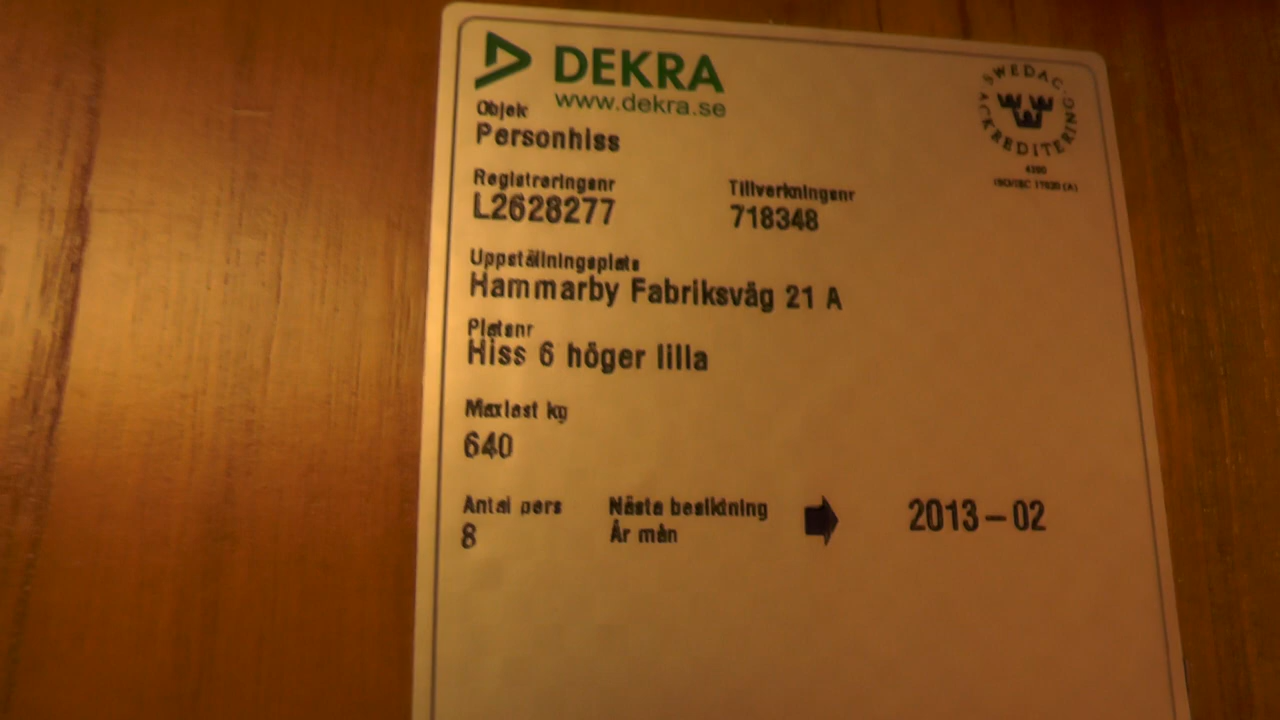 DEKRA
www.dekra.se
SWEDAC ACKREDITERING
Objekt
Personhiss
Registreringsnr
Tillverkningsnr
L2628277
718348
Uppställningsplats
Hammarby Fabriksväg 21 A
Platsnr
Hiss 6 höger lilla
Maxlast kg
640
Antal pers
Nästa besiktning
8
År mån
2013-02